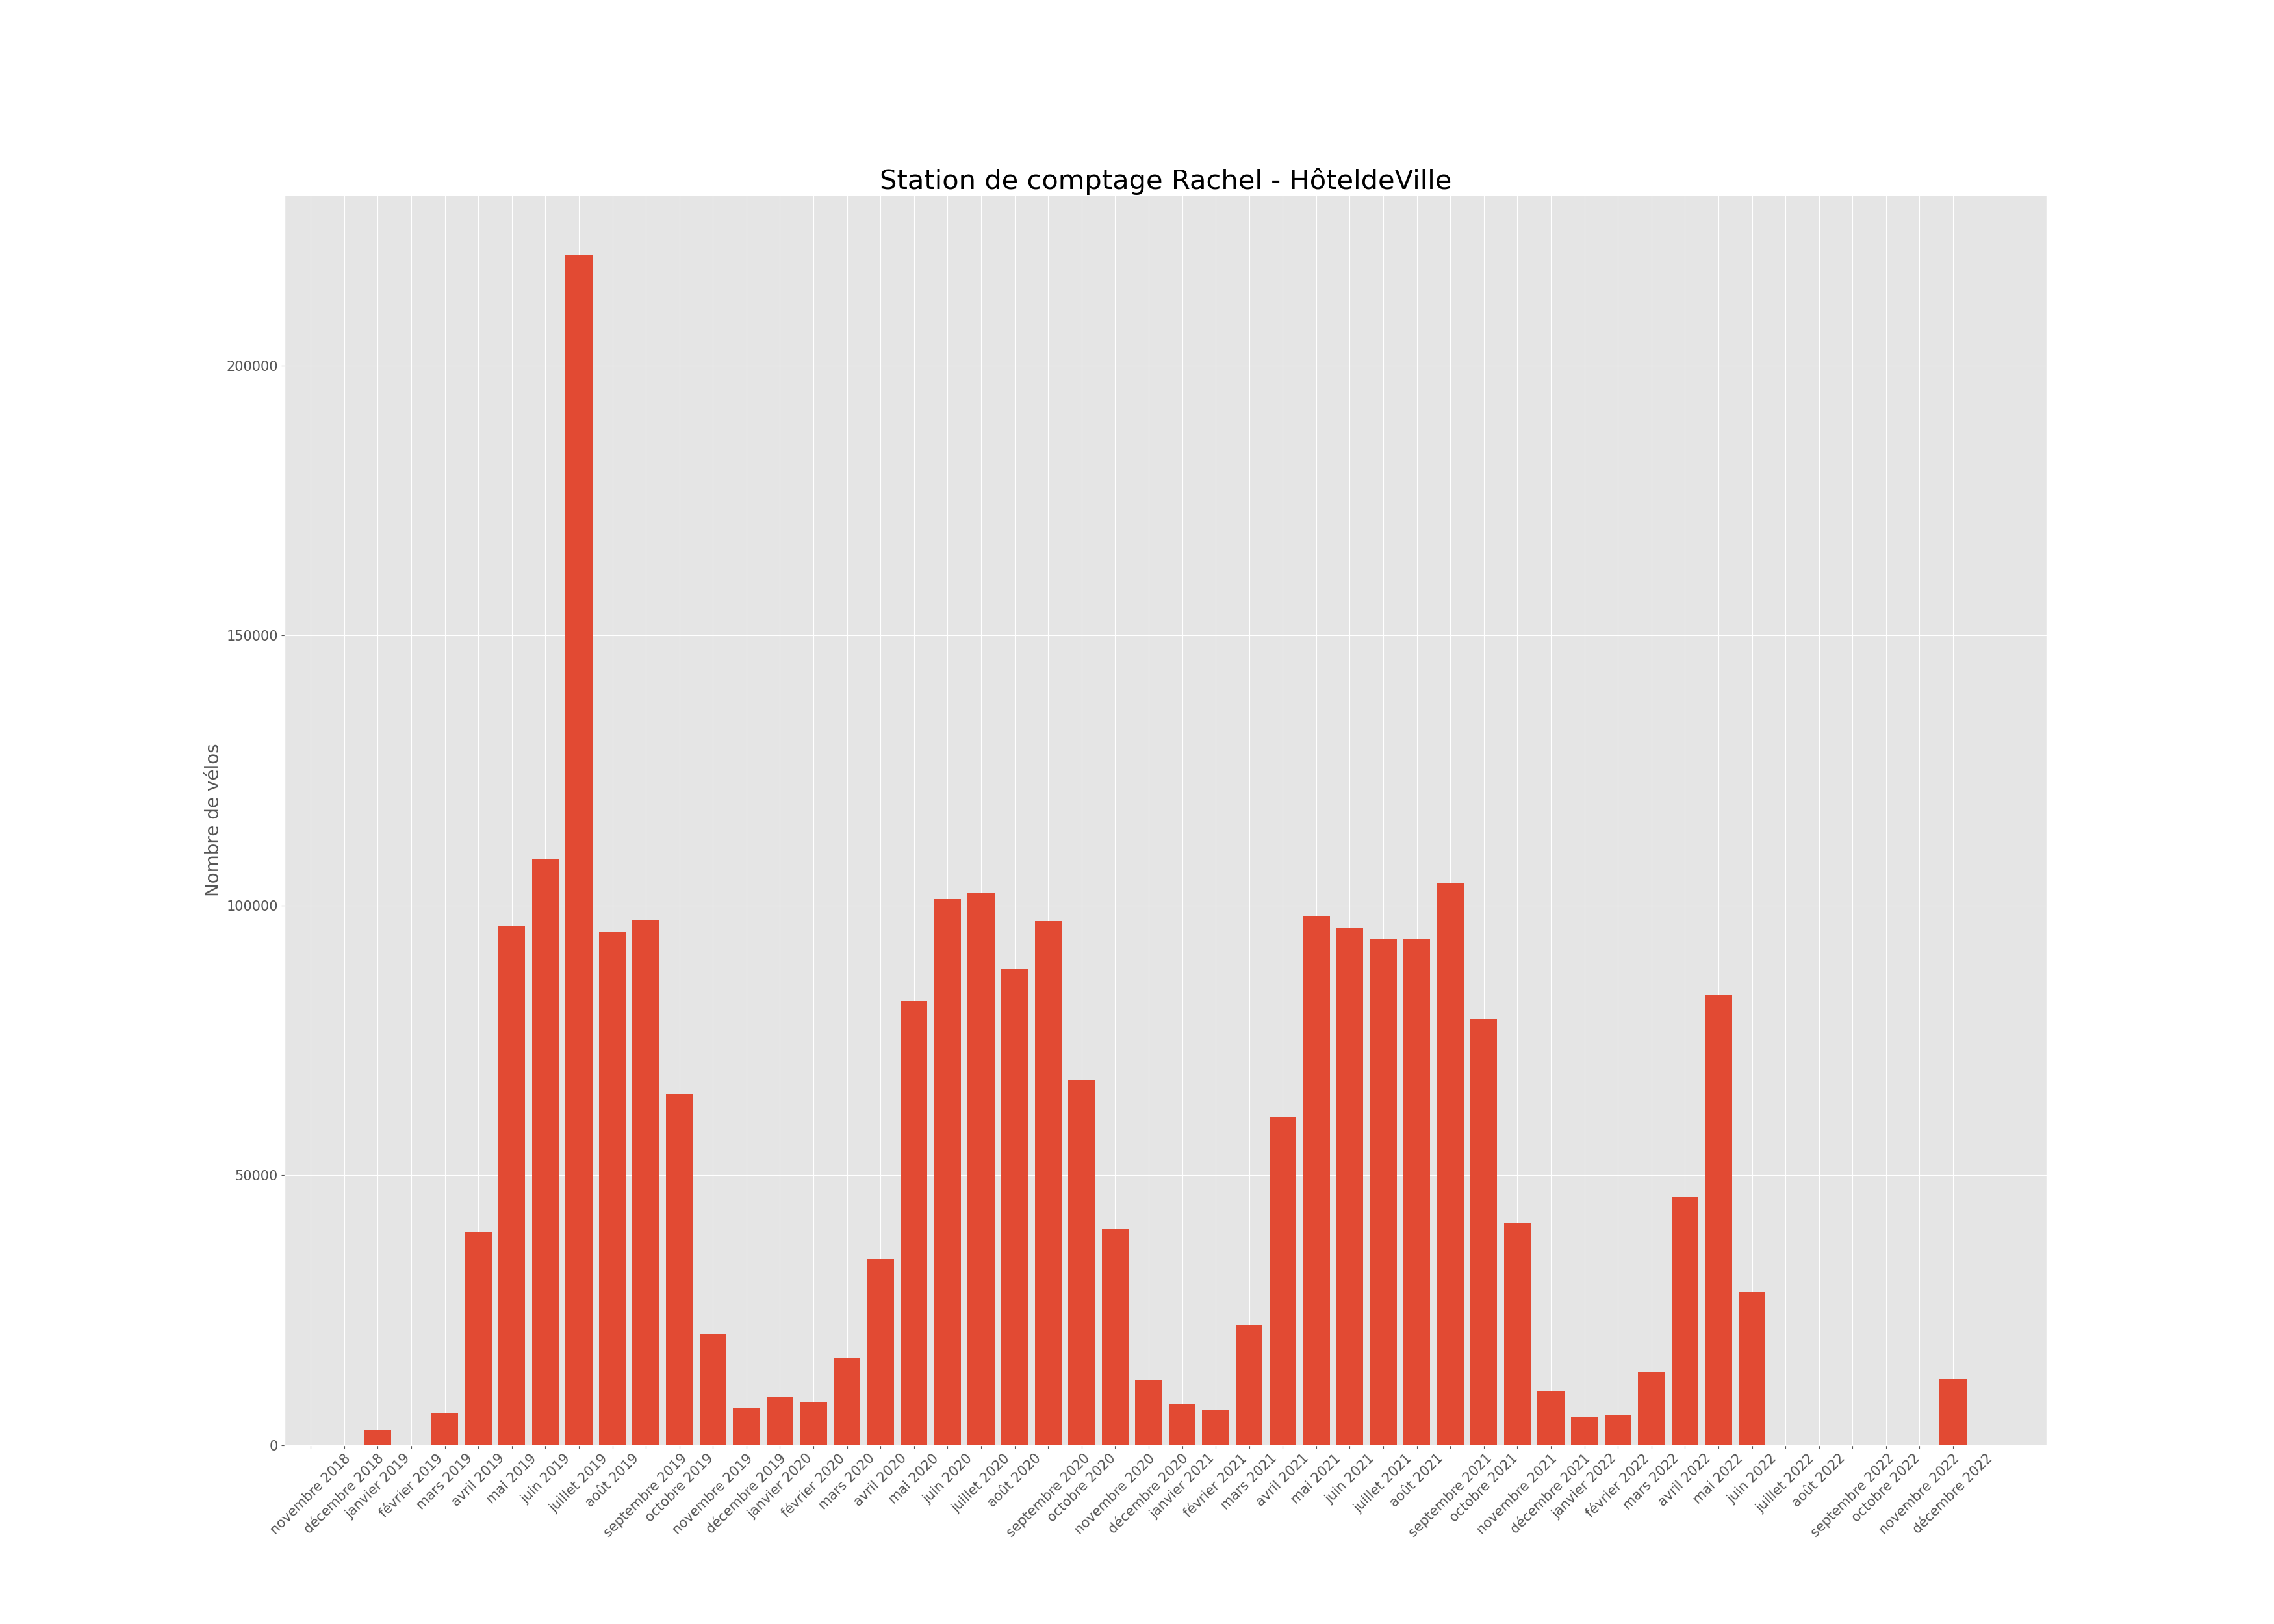 Station de comptage Rachel - HôteldeVille
Nombre de vélos
200000
150000
100000
50000
0
novembre 2018
décembre 2018
janvier 2019
février 2019
mars 2019
avril 2019
mai 2019
juin 2019
juillet 2019
août 2019
septembre 2019
octobre 2019
novembre 2019
décembre 2019
janvier 2020
février 2020
mars 2020
avril 2020
mai 2020
juin 2020
juillet 2020
août 2020
septembre 2020
octobre 2020
novembre 2020
décembre 2020
janvier 2021
février 2021
mars 2021
avril 2021
mai 2021
juin 2021
juillet 2021
août 2021
septembre 2021
octobre 2021
novembre 2021
décembre 2021
janvier 2022
février 2022
mars 2022
avril 2022
mai 2022
juin 2022
juillet 2022
août 2022
septembre 2022
octobre 2022
novembre 2022
décembre 2022